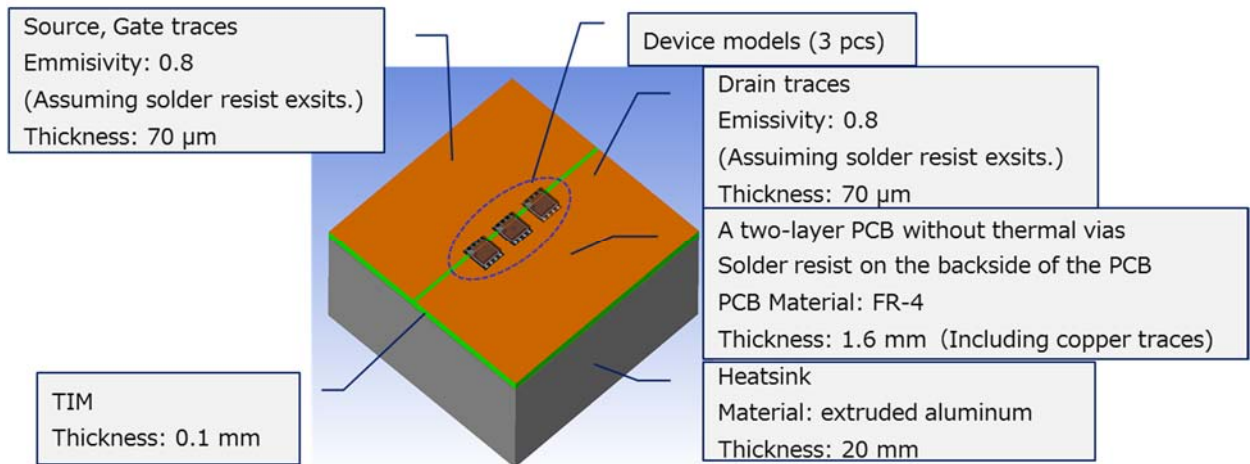 Source, Gate traces
Emmisivity: 0.8
(Assuming solder resist exsits.)
Thickness: 70 µm
Device models (3 pcs)
Drain traces
Emissivity: 0.8
(Assuiming solder resist exsits.)
Thickness: 70 µm
A two-layer PCB without thermal vias
Solder resist on the backside of the PCB
PCB Material: FR-4
Thickness: 1.6 mm (Including copper traces)
TIM
Thickness: 0.1 mm
Heatsink
Material: extruded aluminum
Thickness: 20 mm